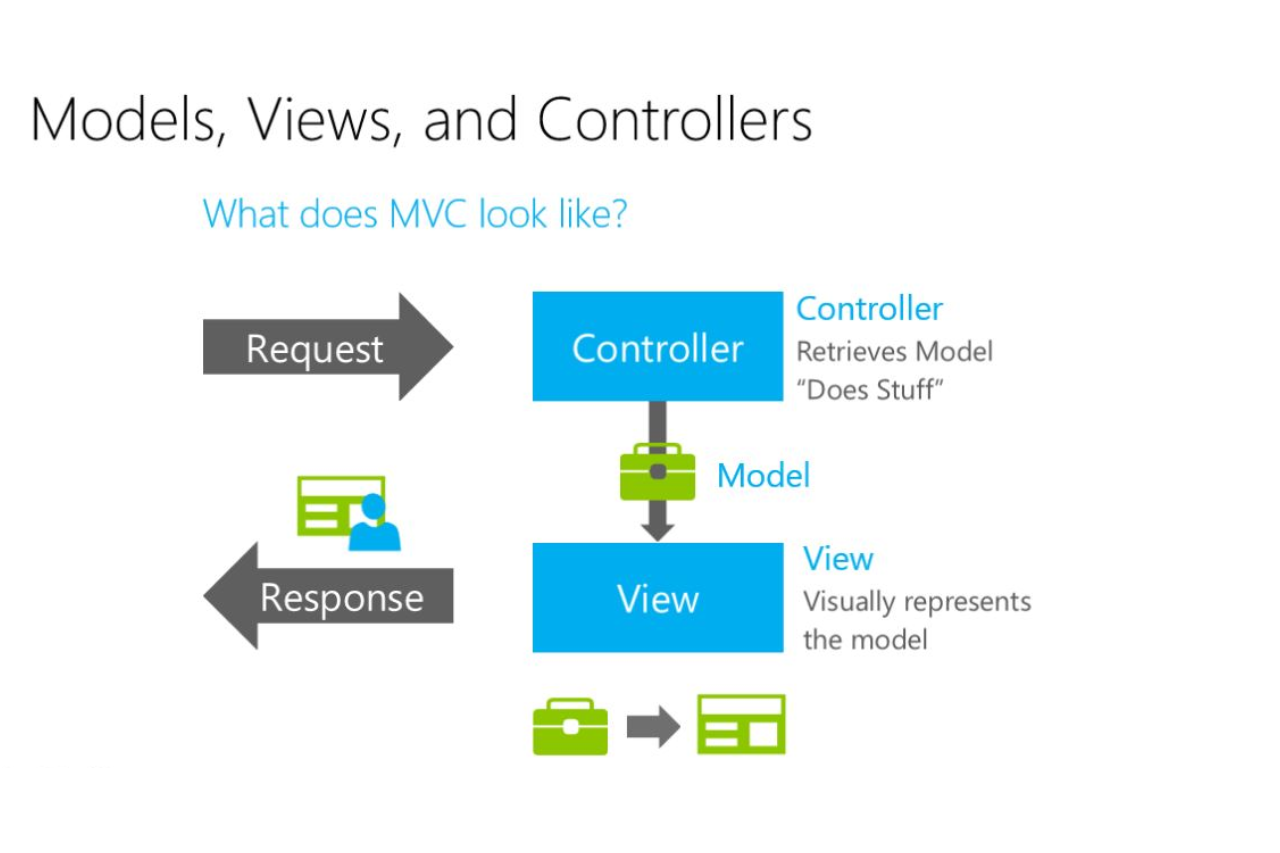 Models, Views, and Controllers
What does MVC look like?
Request
Controller
Controller
Retrieves Model
“Does Stuff”
Model
Response
View
View
Visually represents
the model